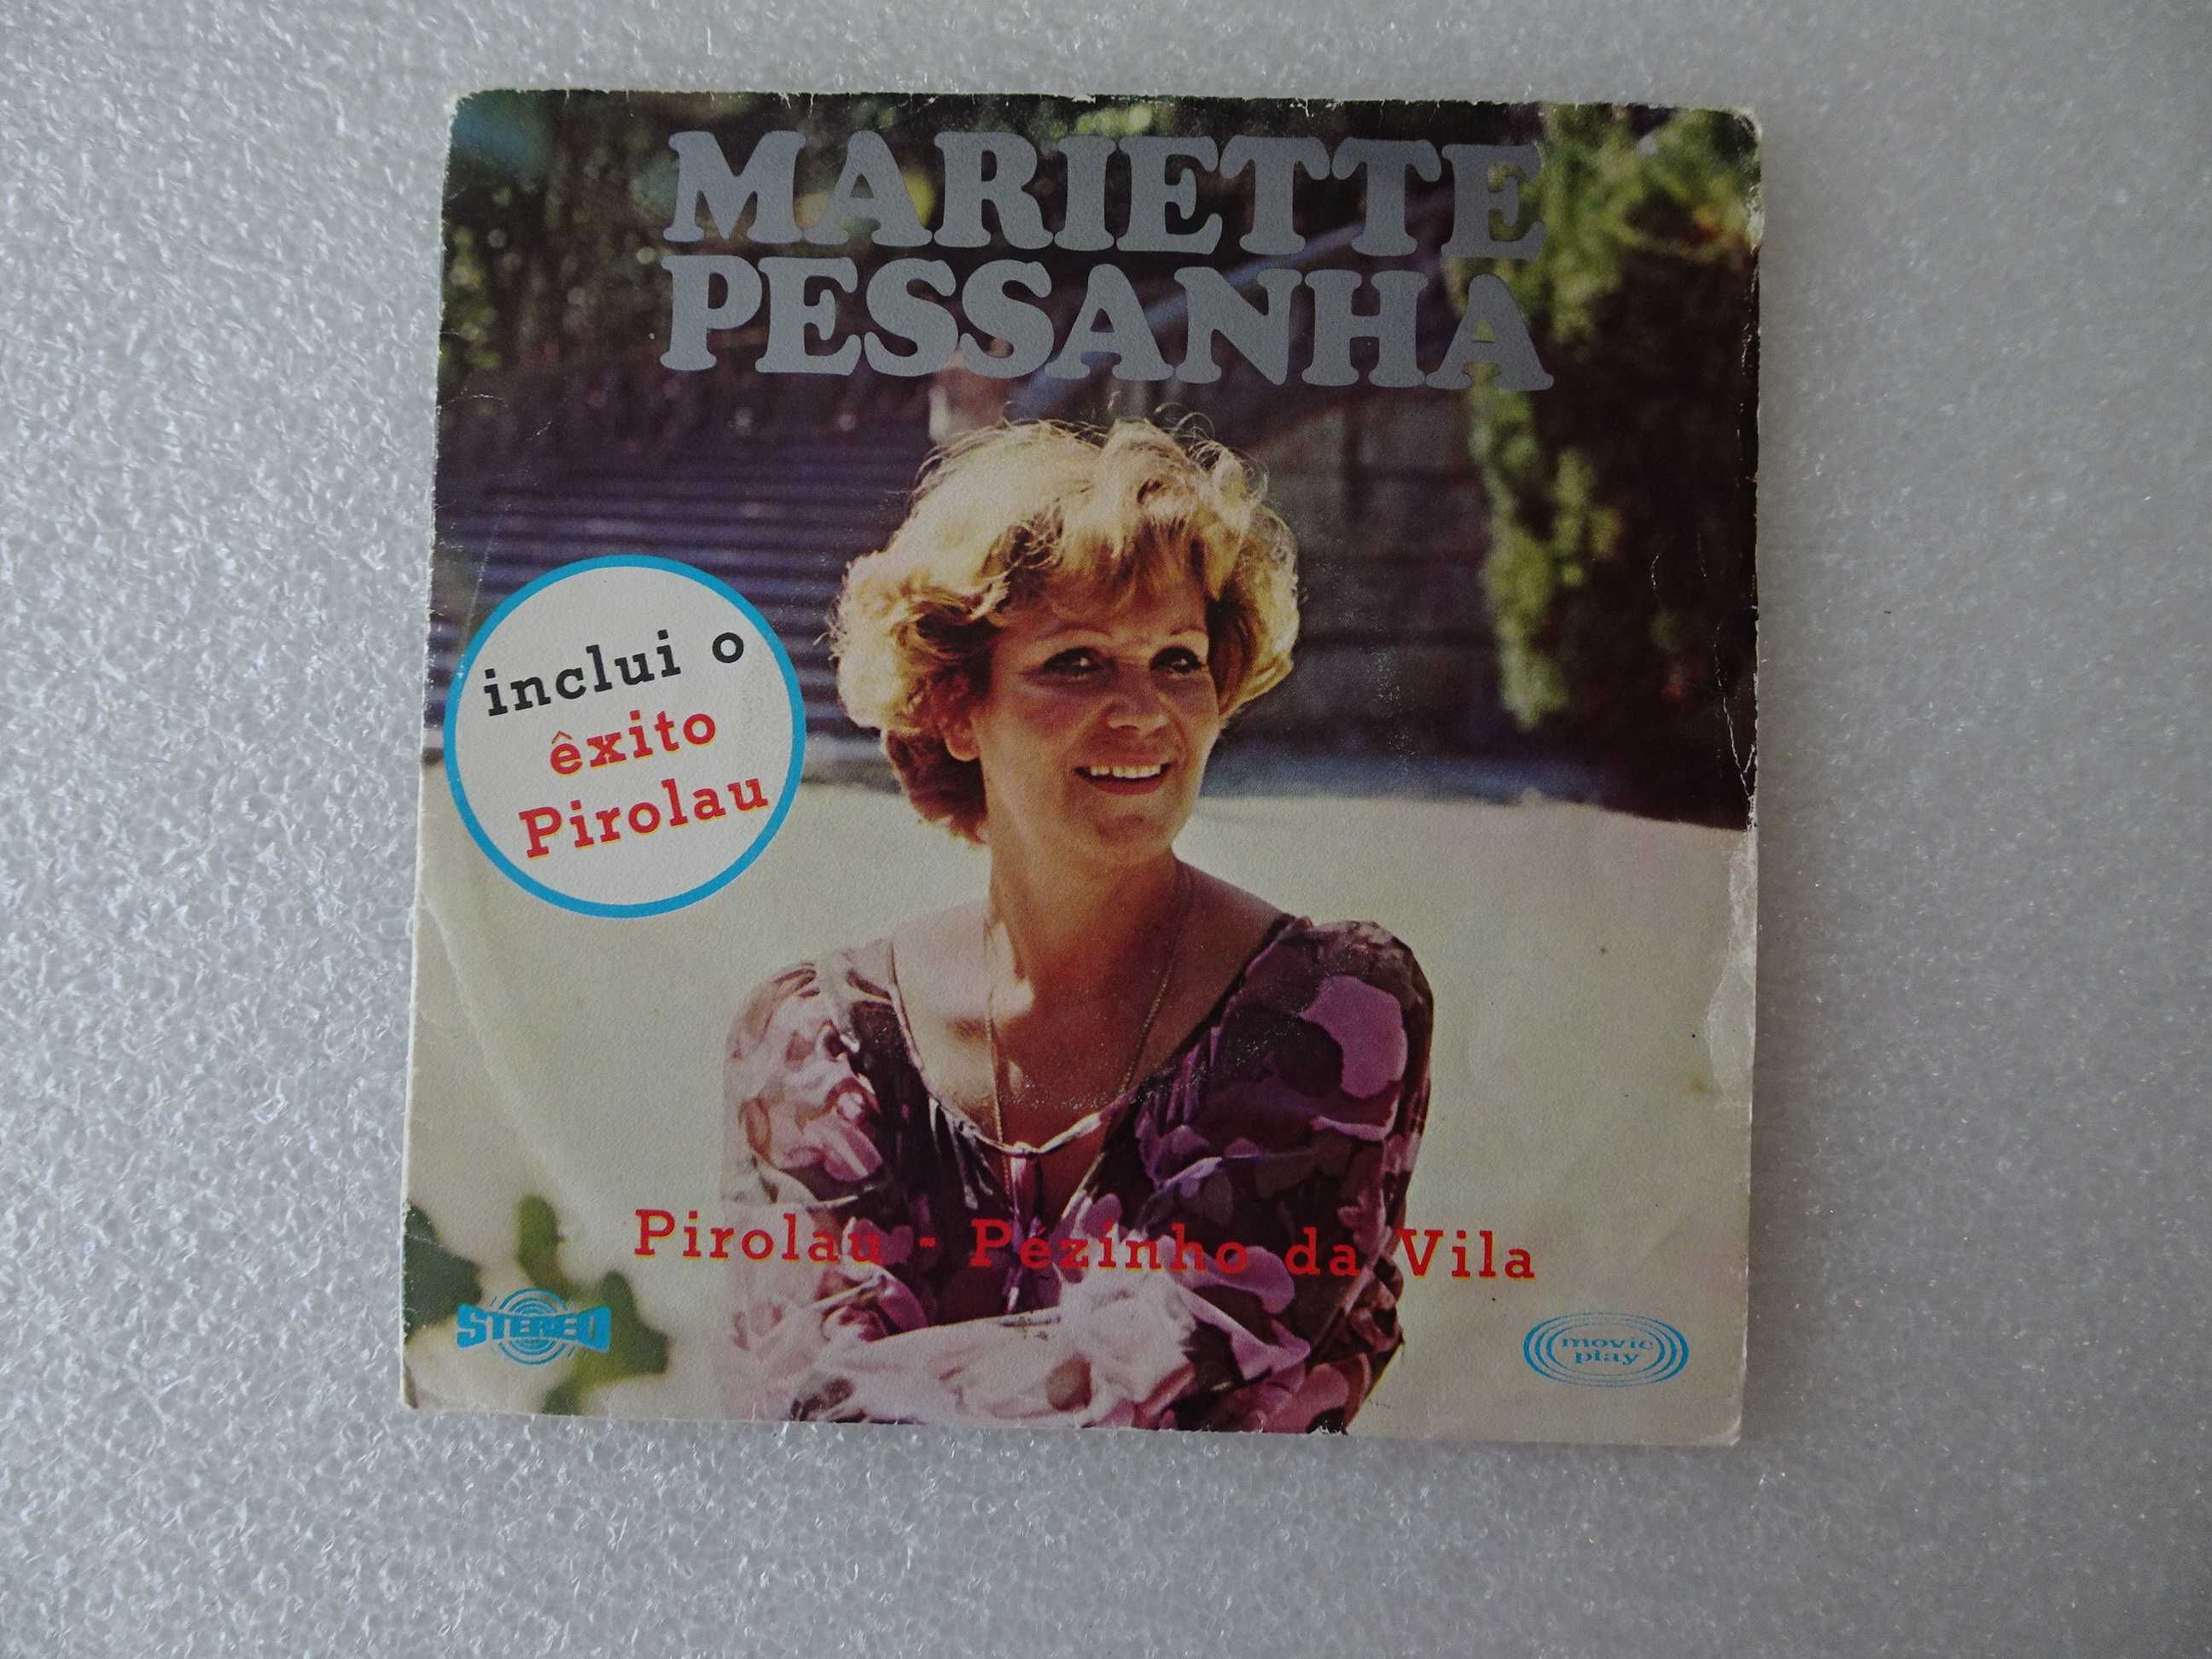 MARIETTE
PESSANHA
inclui o
êxito
Pirolau
Pirolau - Pézinho da Vila
STEREO
movie
play